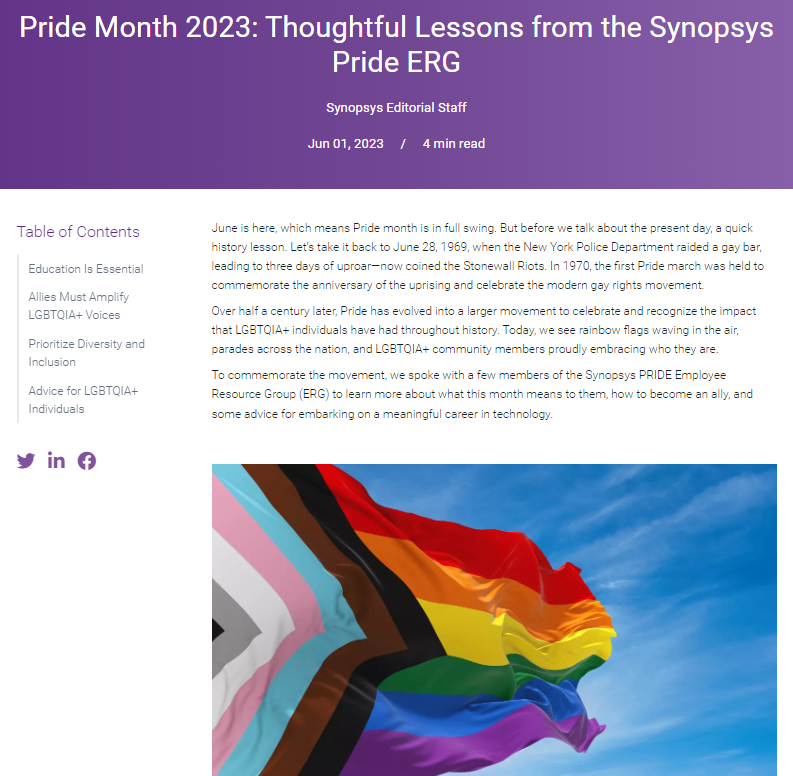 Pride Month 2023: Thoughtful Lessons from the Synopsys
Pride ERG
Synopsys Editorial Staff
Jun 01, 2023 / 4 min read
Table of Contents
Education Is Essential
Allies Must Amplify
LGBTQIA+ Voices
Prioritize Diversity and
Inclusion
Advice for LGBTQIA+
Individuals
June is here, which means Pride month is in full swing. But before we talk about the present day, a quick
history lesson. Let's take it back to June 28, 1969, when the New York Police Department raided a gay bar,
leading to three days of uproar—now coined the Stonewall Riots. In 1970, the first Pride march was held to
commemorate the anniversary of the uprising and celebrate the modern gay rights movement.
Over half a century later, Pride has evolved into a larger movement to celebrate and recognize the impact
that LGBTQIA+ individuals have had throughout history. Today, we see rainbow flags waving in the air,
parades across the nation, and LGBTQIA+ community members proudly embracing who they are.
To commemorate the movement, we spoke with a few members of the Synopsys PRIDE Employee
Resource Group (ERG) to learn more about what this month means to them, how to become an ally, and
some advice for embarking on a meaningful career in technology.